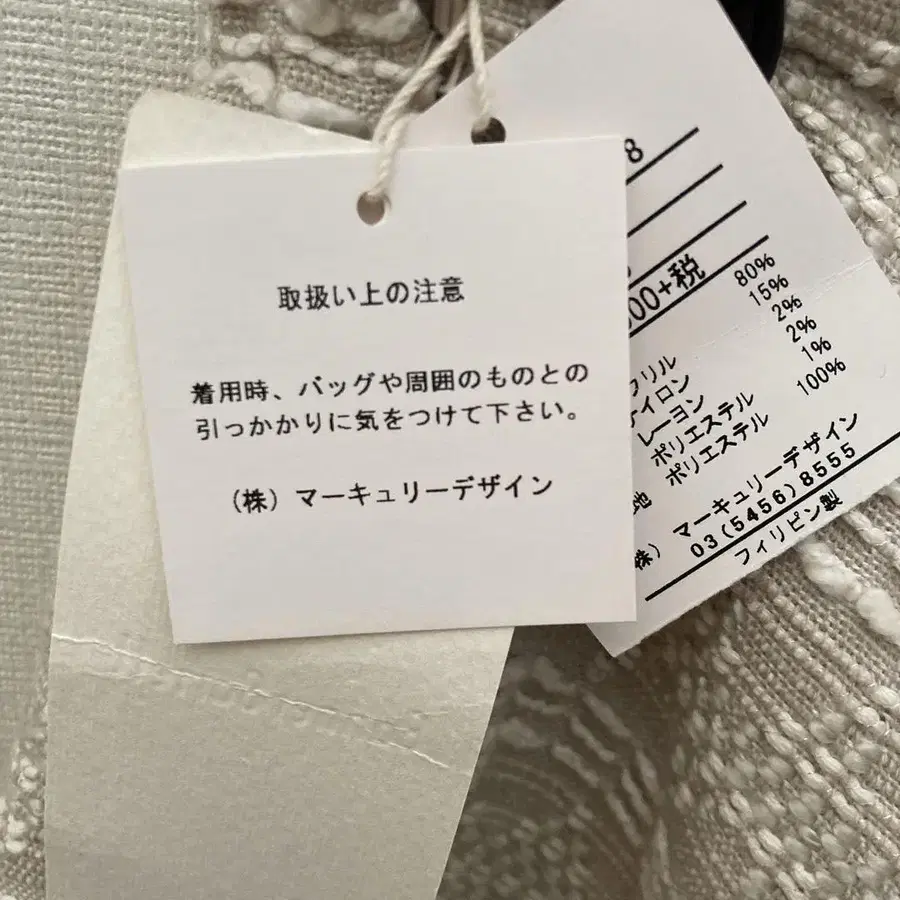 取扱い上の注意
着用時、バッグや周囲のものとの
引っかかりに気をつけて下さい。
(株)マーキュリーデザイン
8
00+税
80%
クリル 15%
イロン 2%
レーヨン 2%
ポリエステル 1%
ポリエステル 100%
地
株) マーキュリーデザイン
03(5456)8555
フィリピン製